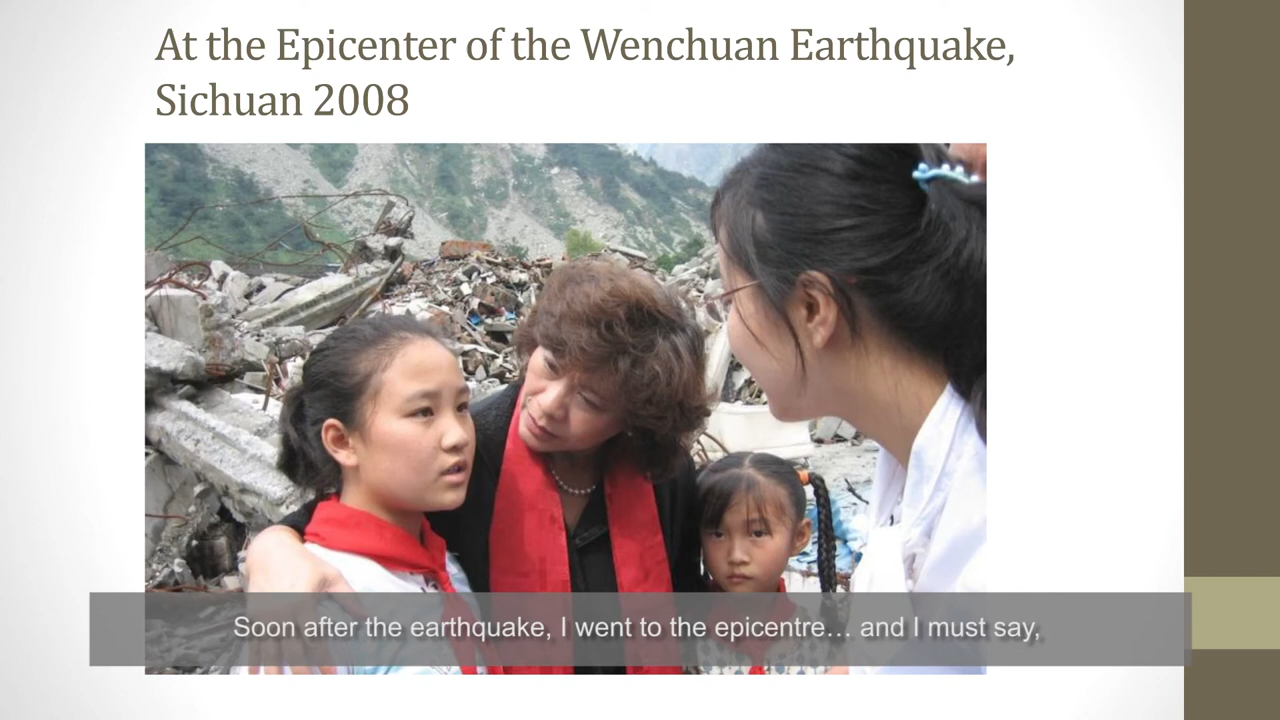 At the Epicenter of the Wenchuan Earthquake,
Sichuan 2008
Soon after the earthquake, I went to the epicentre… and I must say,